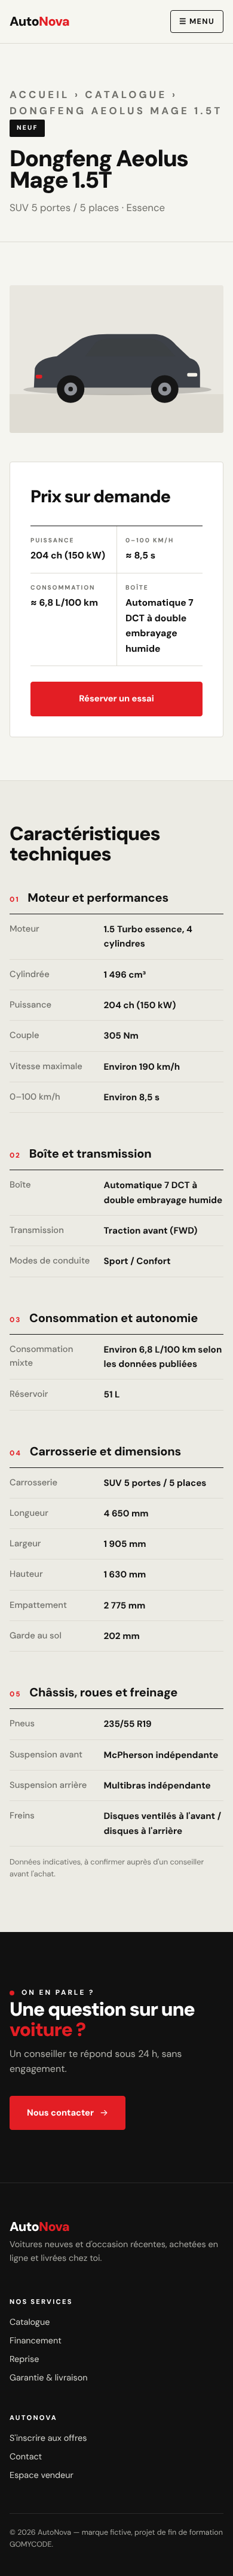 AutoNova
☰ MENU
ACCUEIL › CATALOGUE ›
DONGFENG AEOLUS MAGE 1.5T
NEUF
Dongfeng Aeolus
Mage 1.5T
SUV 5 portes / 5 places · Essence
Prix sur demande
PUISSANCE
204 ch (150 kW)
0–100 KM/H
≈ 8,5 s
CONSOMMATION
≈ 6,8 L/100 km
BOÎTE
Automatique 7
DCT à double
embrayage
humide
Réserver un essai
Caractéristiques
techniques
01 Moteur et performances
Moteur 1.5 Turbo essence, 4
cylindres
Cylindrée 1 496 cm³
Puissance 204 ch (150 kW)
Couple 305 Nm
Vitesse maximale Environ 190 km/h
0–100 km/h Environ 8,5 s
02 Boîte et transmission
Boîte Automatique 7 DCT à
double embrayage humide
Transmission Traction avant (FWD)
Modes de conduite Sport / Confort
03 Consommation et autonomie
Consommation Environ 6,8 L/100 km selon
mixte les données publiées
Réservoir 51 L
04 Carrosserie et dimensions
Carrosserie SUV 5 portes / 5 places
Longueur 4 650 mm
Largeur 1 905 mm
Hauteur 1 630 mm
Empattement 2 775 mm
Garde au sol 202 mm
05 Châssis, roues et freinage
Pneus 235/55 R19
Suspension avant McPherson indépendante
Suspension arrière Multibras indépendante
Freins Disques ventilés à l'avant /
disques à l'arrière
Données indicatives, à confirmer auprès d'un conseiller
avant l'achat.
ON EN PARLE ?
Une question sur une
voiture ?
Un conseiller te répond sous 24 h, sans
engagement.
Nous contacter →
AutoNova
Voitures neuves et d'occasion récentes, achetées en
ligne et livrées chez toi.
NOS SERVICES
Catalogue
Financement
Reprise
Garantie & livraison
AUTONOVA
S'inscrire aux offres
Contact
Espace vendeur
© 2026 AutoNova — marque fictive, projet de fin de formation
GOMYCODE.